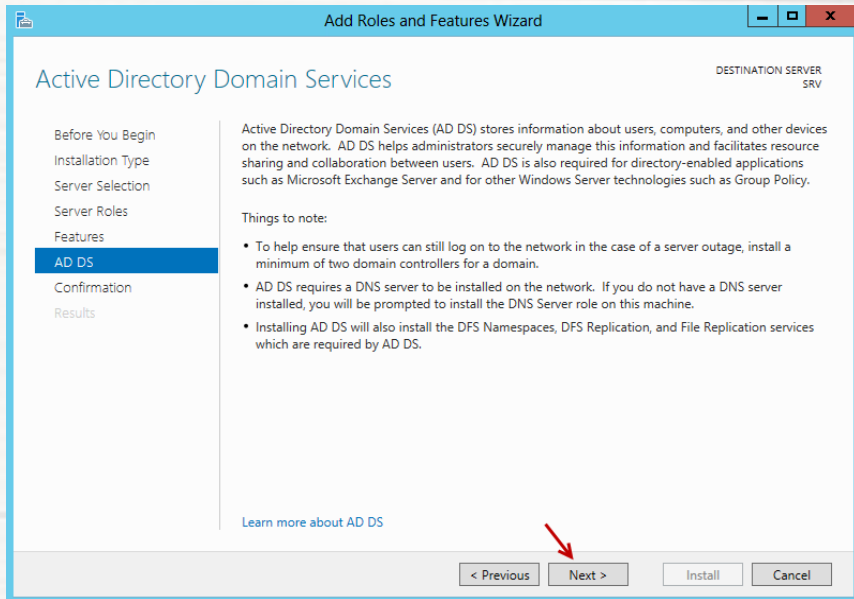 Add Roles and Features Wizard
Active Directory Domain Services
DESTINATION SERVER
SRV
Before You Begin
Installation Type
Server Selection
Server Roles
Features
AD DS
Confirmation
Results
Active Directory Domain Services (AD DS) stores information about users, computers, and other devices
on the network. AD DS helps administrators securely manage this information and facilitates resource
sharing and collaboration between users. AD DS is also required for directory-enabled applications
such as Microsoft Exchange Server and for other Windows Server technologies such as Group Policy.
Things to note:
• To help ensure that users can still log on to the network in the case of a server outage, install a
minimum of two domain controllers for a domain.
• AD DS requires a DNS server to be installed on the network. If you do not have a DNS server
installed, you will be prompted to install the DNS Server role on this machine.
• Installing AD DS will also install the DFS Namespaces, DFS Replication, and File Replication services
which are required by AD DS.
Learn more about AD DS
< Previous
Next >
Install
Cancel